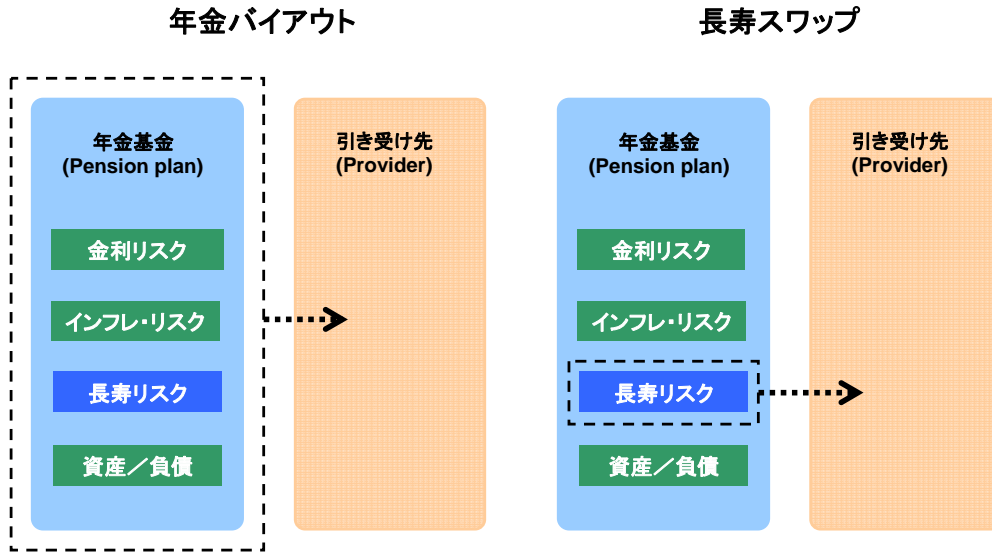 年金バイアウト
年金基金
(Pension plan)
金利リスク
インフレ・リスク
長寿リスク
資産／負債
引き受け先
(Provider)
長寿スワップ
年金基金
(Pension plan)
金利リスク
インフレ・リスク
長寿リスク
資産／負債
引き受け先
(Provider)